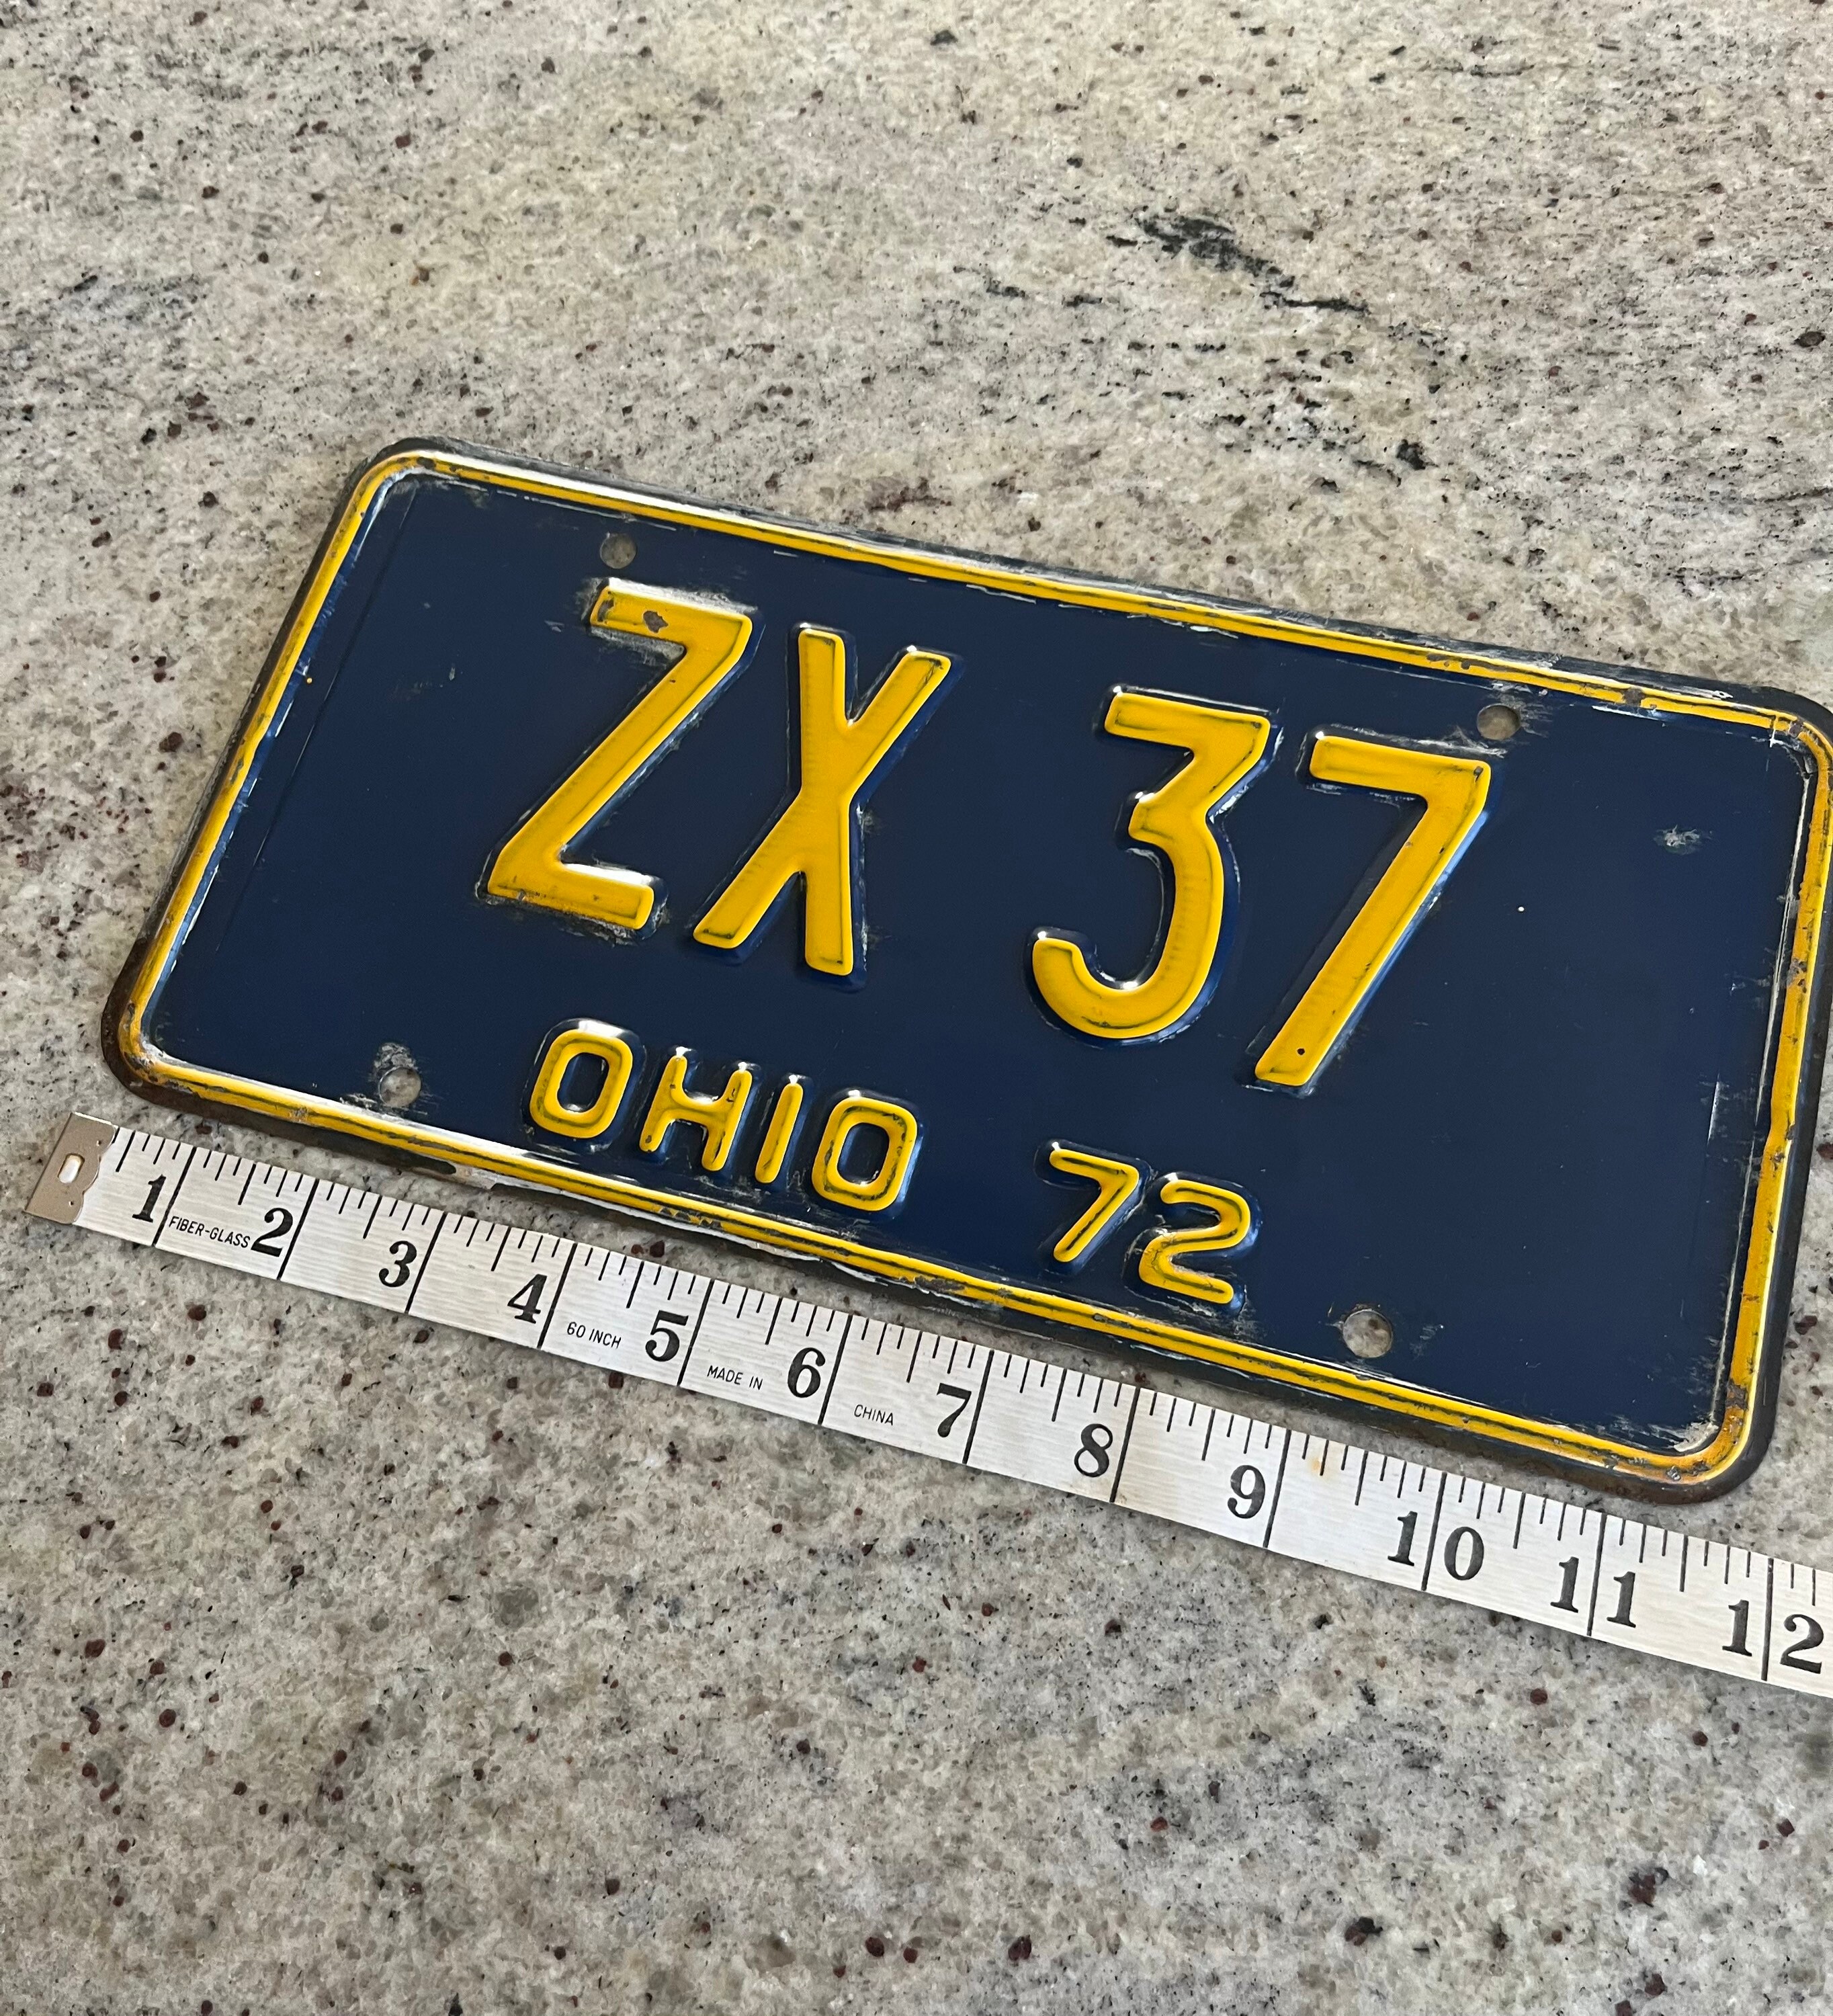 ZX 37
OHIO 72
1 2 3 4 5 6 7 8 9 10 11 12
FIBER-GLASS
60 INCH
MADE IN
CHINA